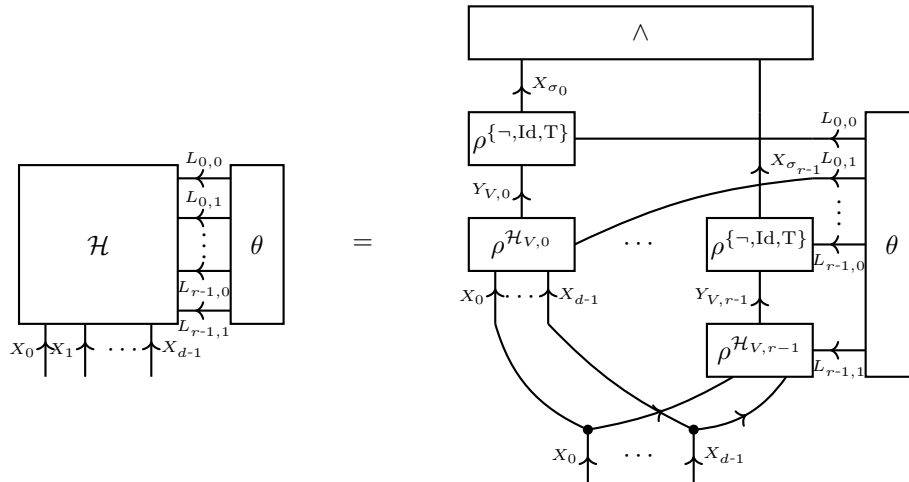 ∧
X_{σ_0}
ρ^{\{¬,Id,T\}} L_{0,0}
L_{0,0} X_{σ_{r-1}} L_{0,1}
L_{0,1} Y_{V,0} ⋮
ℋ ⋮ θ = ρ^{ℋ_{V,0}} ⋯ ρ^{\{¬,Id,T\}} θ
L_{r-1,0} L_{r-1,0}
X_0 ⋯ X_{d-1} Y_{V,r-1}
L_{r-1,1}
X_0 X_1 ⋯ X_{d-1} ρ^{ℋ_{V,r-1}} L_{r-1,1}
X_0 ⋯ X_{d-1}